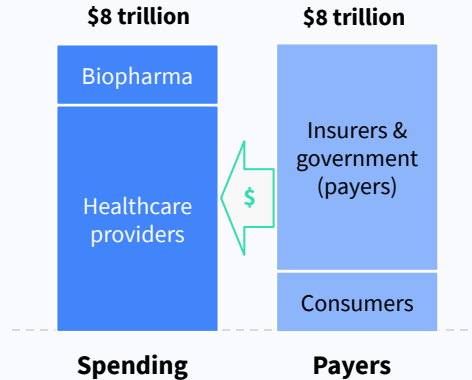 $8 trillion
$8 trillion
Biopharma
Healthcare
providers
$
Insurers &
government
(payers)
Consumers
Spending
Payers